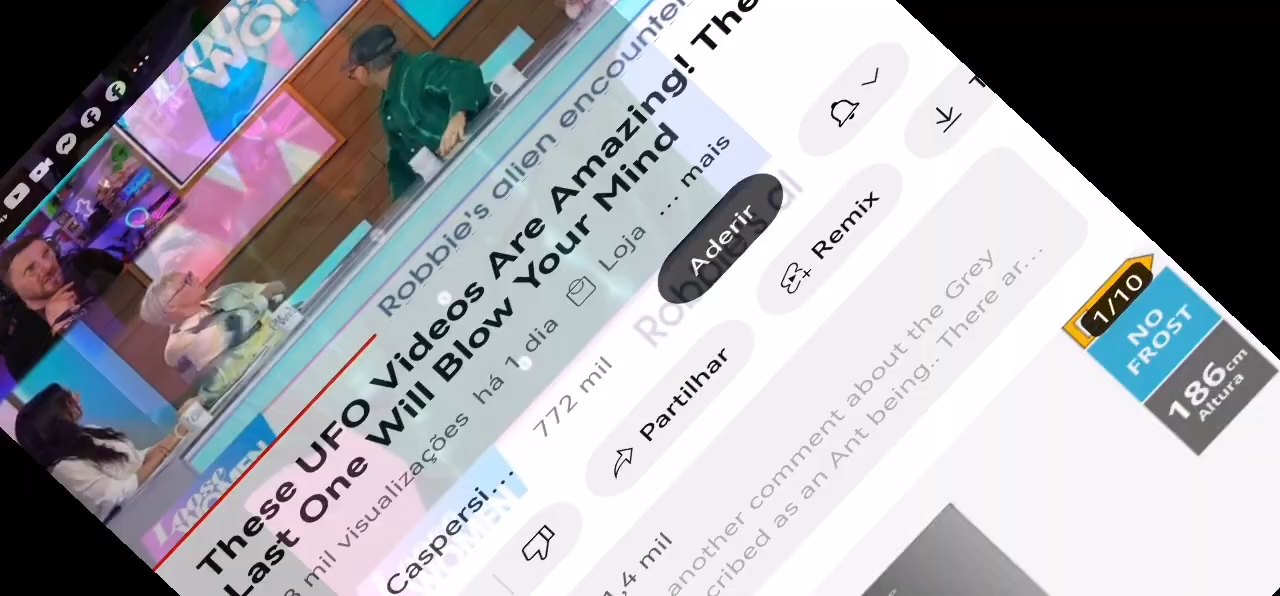 LOOSE WOMEN
Robbie's alien encounter
These UFO Videos Are Amazing! The
Last One Will Blow Your Mind
mil visualizações há 1 dia Loja ... mais
Caspersi... 772 mil Aderir
Partilhar Remix
1,4 mil
another comment about the Grey
cribed as an Ant being.. There ar...
1/10
NO
FROST
186cm
Altura